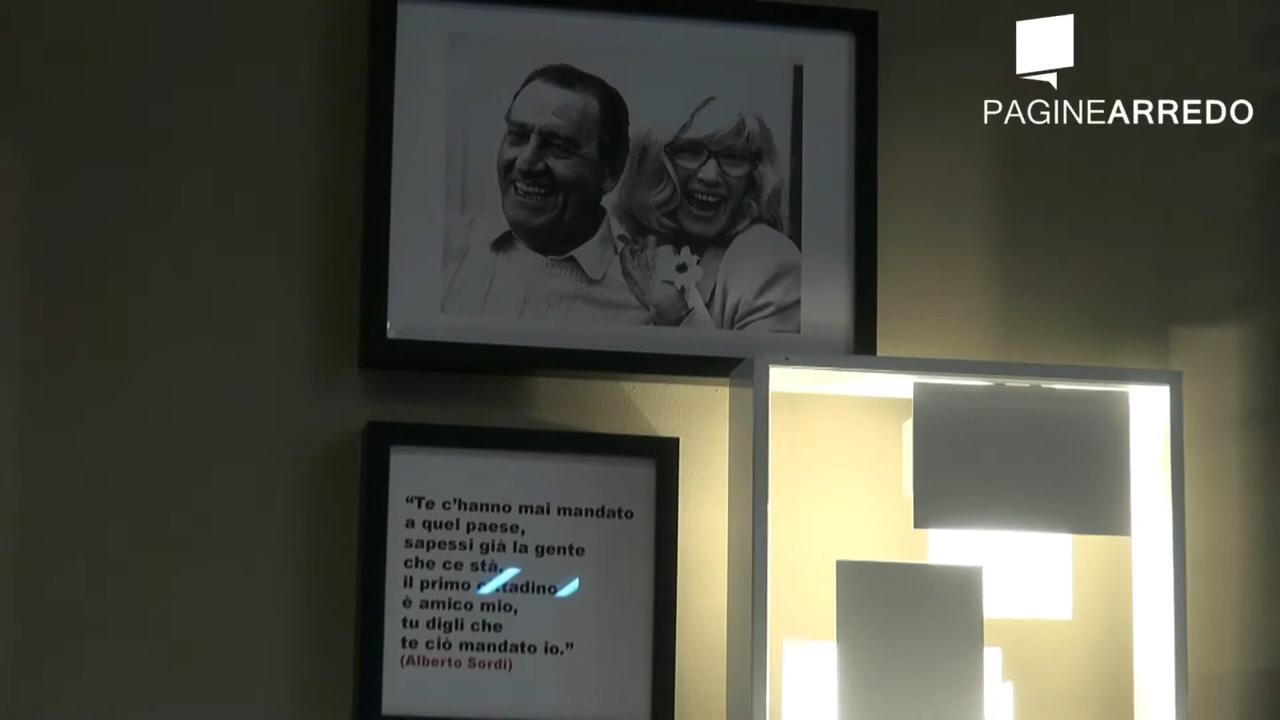 PAGINEARREDO
“Te c’hanno mai mandato
a quel paese,
sapessi già la gente
che ce stà,
il primo
è amico mio,
tu digli che
te ciò mandato io.”
(Alberto Sordi)